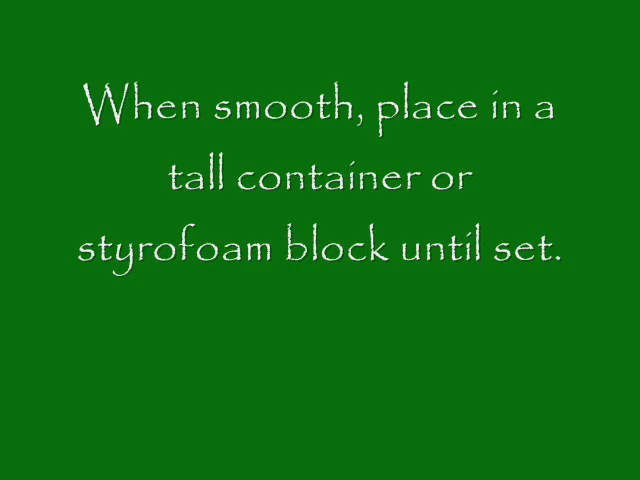 When smooth, place in a
tall container or
styrofoam block until set.